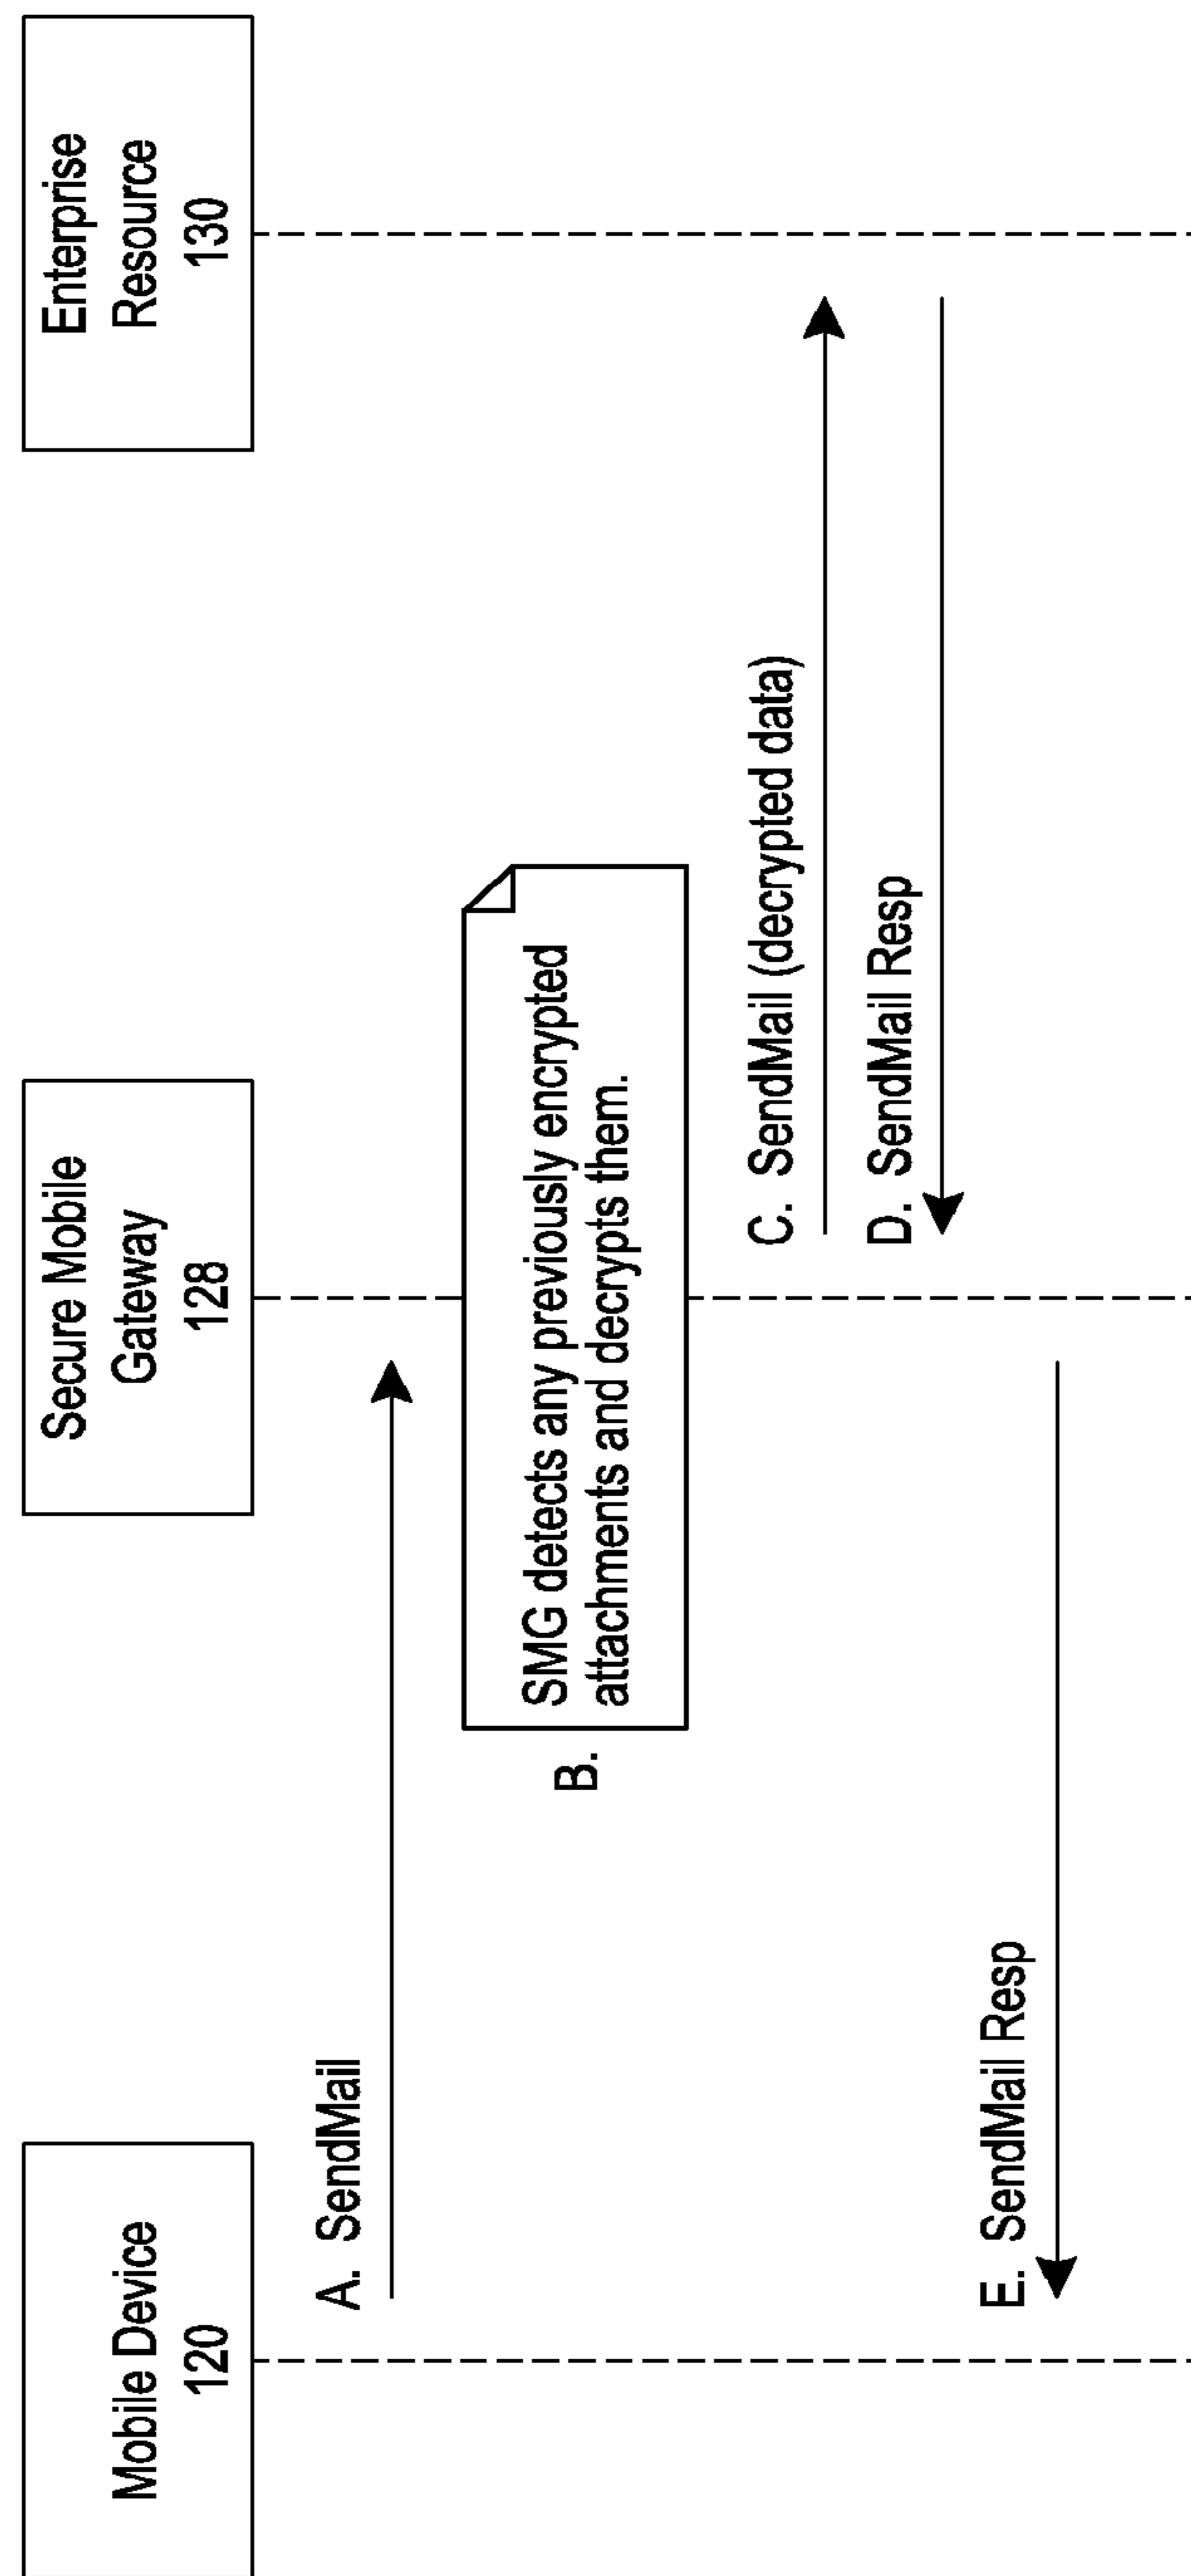 Mobile Device
120
Secure Mobile
Gateway
128
Enterprise
Resource
130
A. SendMail
B.
SMG detects any previously encrypted
attachments and decrypts them.
C. SendMail (decrypted data)
D. SendMail Resp
E. SendMail Resp